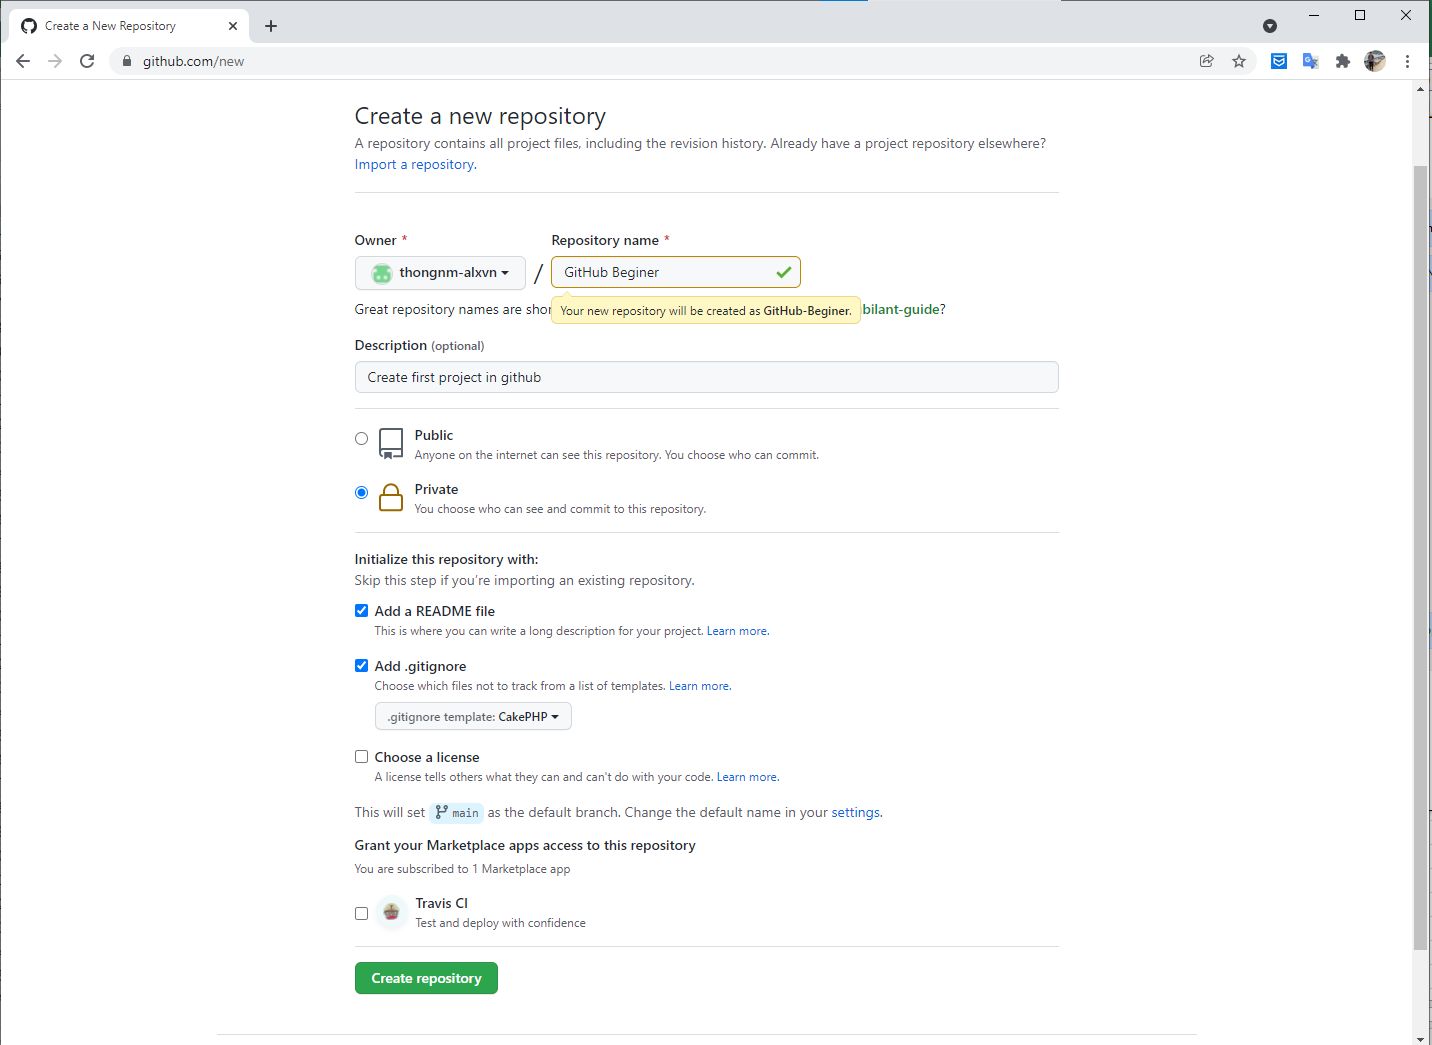 Create a New Repository
github.com/new
Create a new repository
A repository contains all project files, including the revision history. Already have a project repository elsewhere?
Import a repository.
Owner * Repository name *
thongnm-alxvn / GitHub Beginer
Great repository names are shor
Your new repository will be created as GitHub-Beginer.
bilant-guide?
Description (optional)
Create first project in github
Public
Anyone on the internet can see this repository. You choose who can commit.
Private
You choose who can see and commit to this repository.
Initialize this repository with:
Skip this step if you're importing an existing repository.
Add a README file
This is where you can write a long description for your project. Learn more.
Add .gitignore
Choose which files not to track from a list of templates. Learn more.
.gitignore template: CakePHP
Choose a license
A license tells others what they can and can't do with your code. Learn more.
This will set main as the default branch. Change the default name in your settings.
Grant your Marketplace apps access to this repository
You are subscribed to 1 Marketplace app
Travis CI
Test and deploy with confidence
Create repository